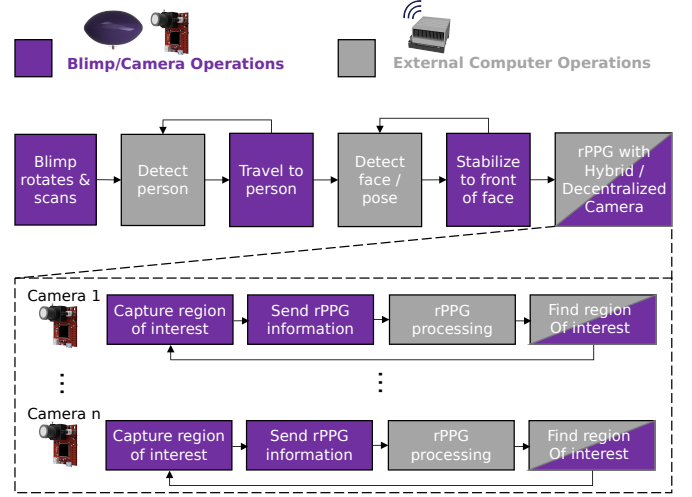 Blimp/Camera Operations
External Computer Operations
Blimp
rotates &
scans
Detect
person
Travel to
person
Detect
face /
pose
Stabilize
to front
of face
rPPG with
Hybrid /
Decentralized
Camera
Camera 1
Capture region
of interest
Send rPPG
information
rPPG
processing
Find region
Of interest
Camera n
Capture region
of interest
Send rPPG
information
rPPG
processing
Find region
Of interest